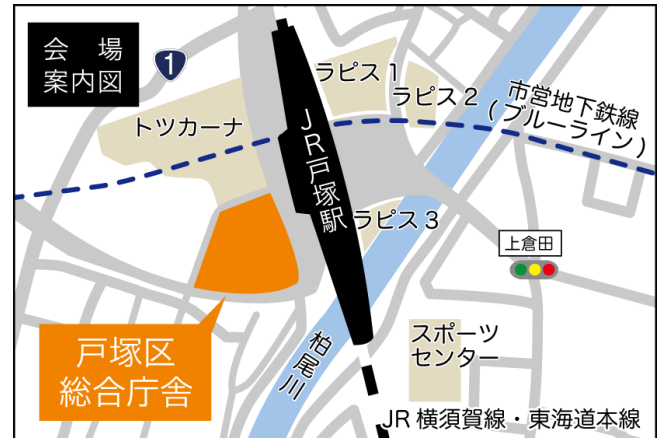 会場
案内図
1
ラピス1
ラピス2
市営地下鉄線
(ブルーライン)
トツカーナ
JR戸塚駅
ラピス3
上倉田
戸塚区
総合庁舎
柏尾川
スポーツ
センター
JR横須賀線・東海道本線